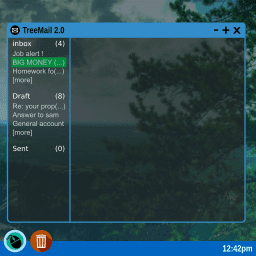 TreeMail 2.0
Inbox (4)
Job alert !
BIG MONEY (...)
Homework fo(...)
[more]
Draft (8)
Re: your prop(...)
Answer to sam
General account
[more]
Sent (0)
12:42pm